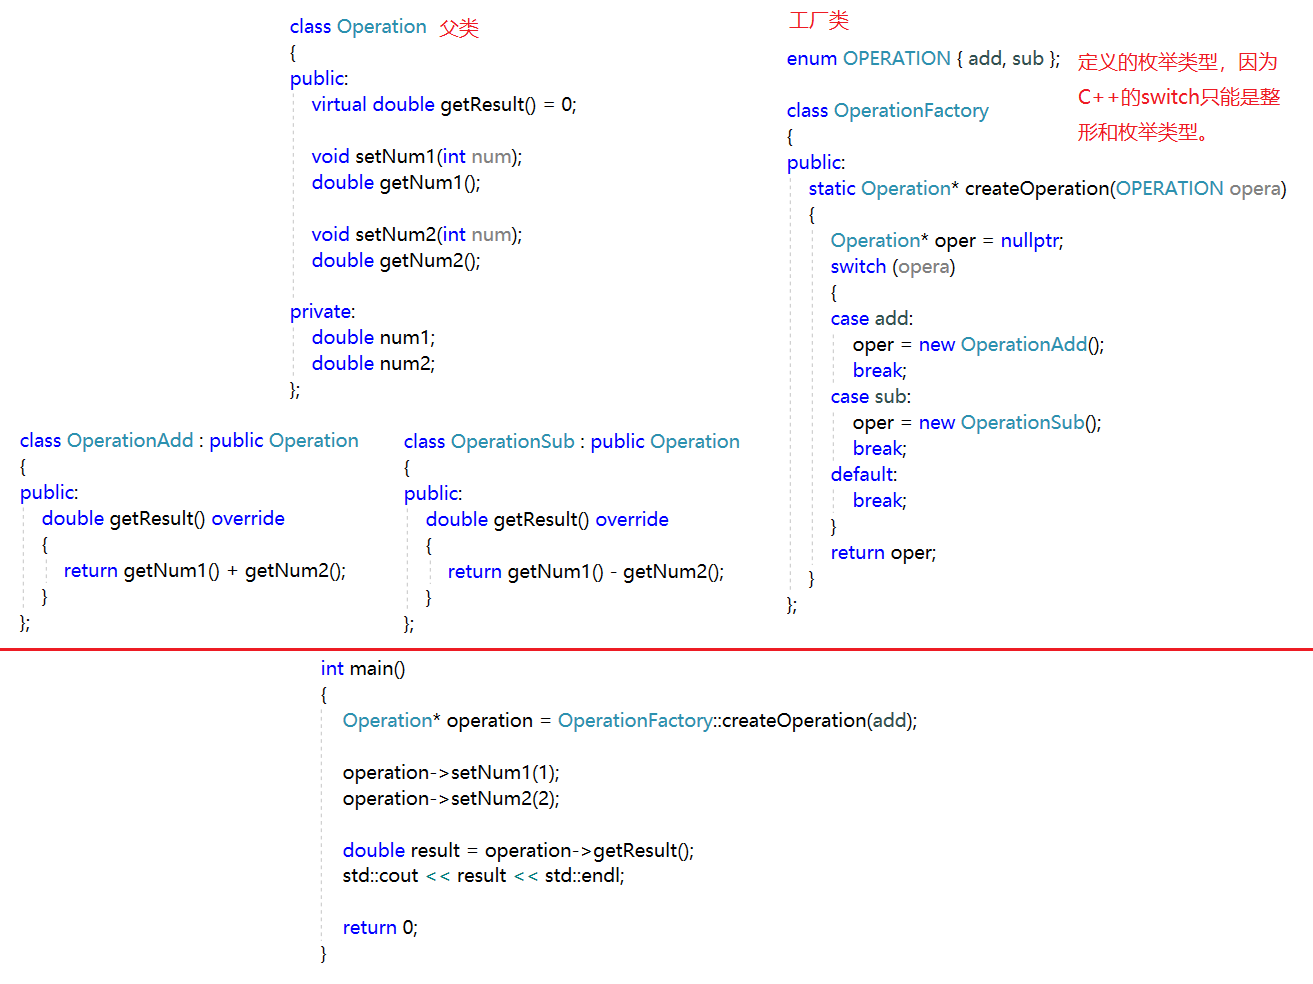 class Operation 父类
{
public:
virtual double getResult() = 0;
void setNum1(int num);
double getNum1();
void setNum2(int num);
double getNum2();
private:
double num1;
double num2;
};
class OperationAdd : public Operation
{
public:
double getResult() override
{
return getNum1() + getNum2();
}
};
class OperationSub : public Operation
{
public:
double getResult() override
{
return getNum1() - getNum2();
}
};
工厂类
enum OPERATION { add, sub };
定义的枚举类型，因为
C++的switch只能是整
形和枚举类型。
class OperationFactory
{
public:
static Operation* createOperation(OPERATION opera)
{
Operation* oper = nullptr;
switch (opera)
{
case add:
oper = new OperationAdd();
break;
case sub:
oper = new OperationSub();
break;
default:
break;
}
return oper;
}
};
int main()
{
Operation* operation = OperationFactory::createOperation(add);
operation->setNum1(1);
operation->setNum2(2);
double result = operation->getResult();
std::cout << result << std::endl;
return 0;
}